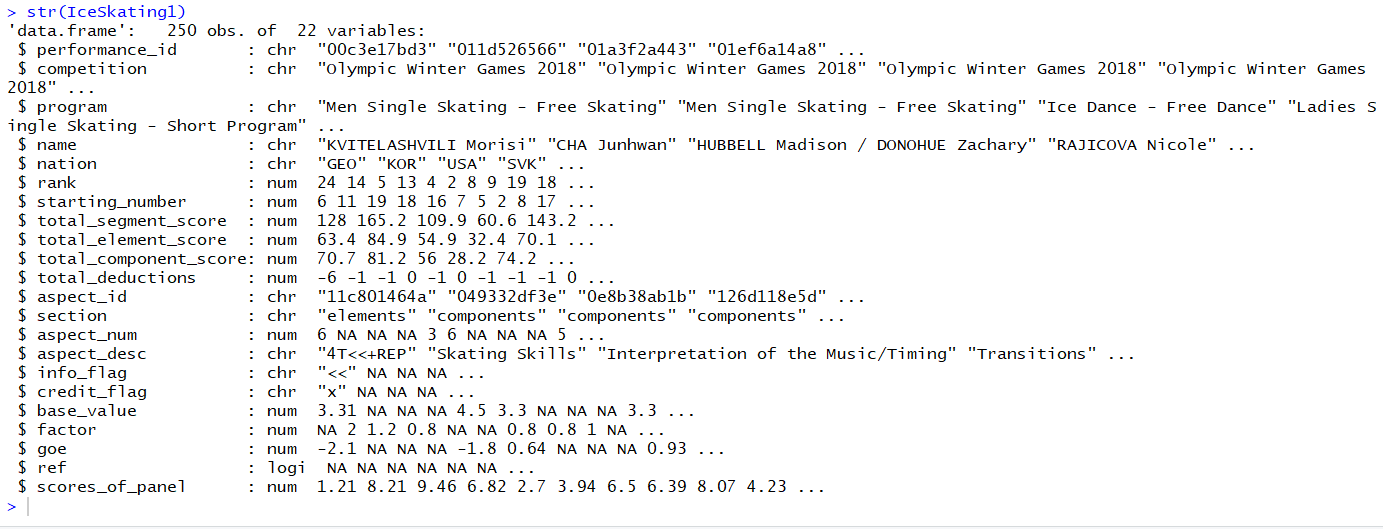 > str(IceSkating1)
'data.frame':   250 obs. of  22 variables:
 $ performance_id       : chr  "00c3e17bd3" "011d526566" "01a3f2a443" "01ef6a14a8" ...
 $ competition          : chr  "Olympic Winter Games 2018" "Olympic Winter Games 2018" "Olympic Winter Games 2018" "Olympic Winter Games
2018" ...
 $ program              : chr  "Men Single Skating - Free Skating" "Men Single Skating - Free Skating" "Ice Dance - Free Dance" "Ladies S
ingle Skating - Short Program" ...
 $ name                 : chr  "KVITELASHVILI Morisi" "CHA Junhwan" "HUBBELL Madison / DONOHUE Zachary" "RAJICOVA Nicole" ...
 $ nation               : chr  "GEO" "KOR" "USA" "SVK" ...
 $ rank                 : num  24 14 5 13 4 2 8 9 19 18 ...
 $ starting_number      : num  6 11 19 18 16 7 5 2 8 17 ...
 $ total_segment_score  : num  128 165.2 109.9 60.6 143.2 ...
 $ total_element_score  : num  63.4 84.9 54.9 32.4 70.1 ...
 $ total_component_score: num  70.7 81.2 56 28.2 74.2 ...
 $ total_deductions     : num  -6 -1 -1 0 -1 0 -1 -1 -1 0 ...
 $ aspect_id            : chr  "11c801464a" "049332df3e" "0e8b38ab1b" "126d118e5d" ...
 $ section              : chr  "elements" "components" "components" "components" ...
 $ aspect_num           : num  6 NA NA NA 3 6 NA NA NA 5 ...
 $ aspect_desc          : chr  "4T<<+REP" "Skating Skills" "Interpretation of the Music/Timing" "Transitions" ...
 $ info_flag            : chr  "<<" NA NA NA ...
 $ credit_flag          : chr  "x" NA NA NA ...
 $ base_value           : num  3.31 NA NA NA 4.5 3.3 NA NA NA 3.3 ...
 $ factor               : num  NA 2 1.2 0.8 NA NA 0.8 0.8 1 NA ...
 $ goe                  : num  -2.1 NA NA NA -1.8 0.64 NA NA NA 0.93 ...
 $ ref                  : logi  NA NA NA NA NA NA ...
 $ scores_of_panel      : num  1.21 8.21 9.46 6.82 2.7 3.94 6.5 6.39 8.07 4.23 ...
>